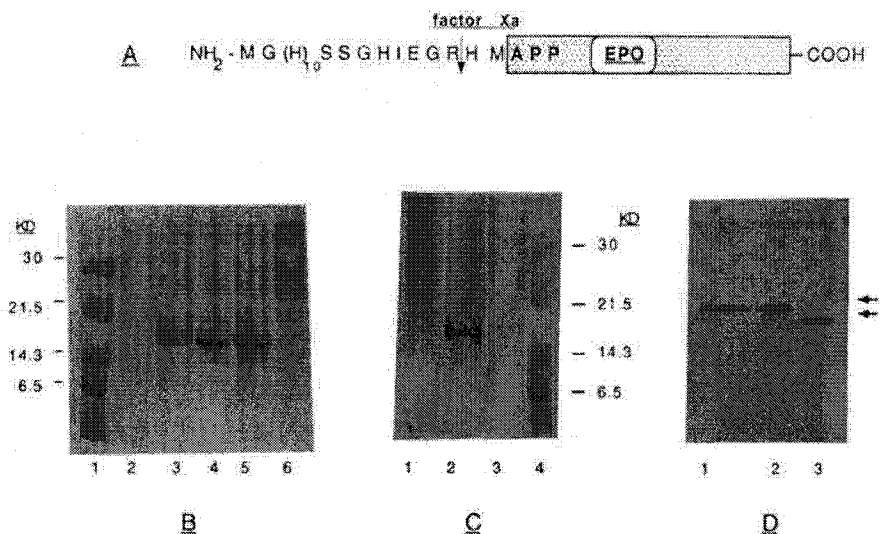 factor Xa
A NH2 - M G (H)10 S S G H I E G R H M A P P EPO COOH
KD
30
21.5
14.3
6.5
1 2 3 4 5 6
B
KD
30
21.5
14.3
6.5
1 2 3 4
C
1 2 3
D